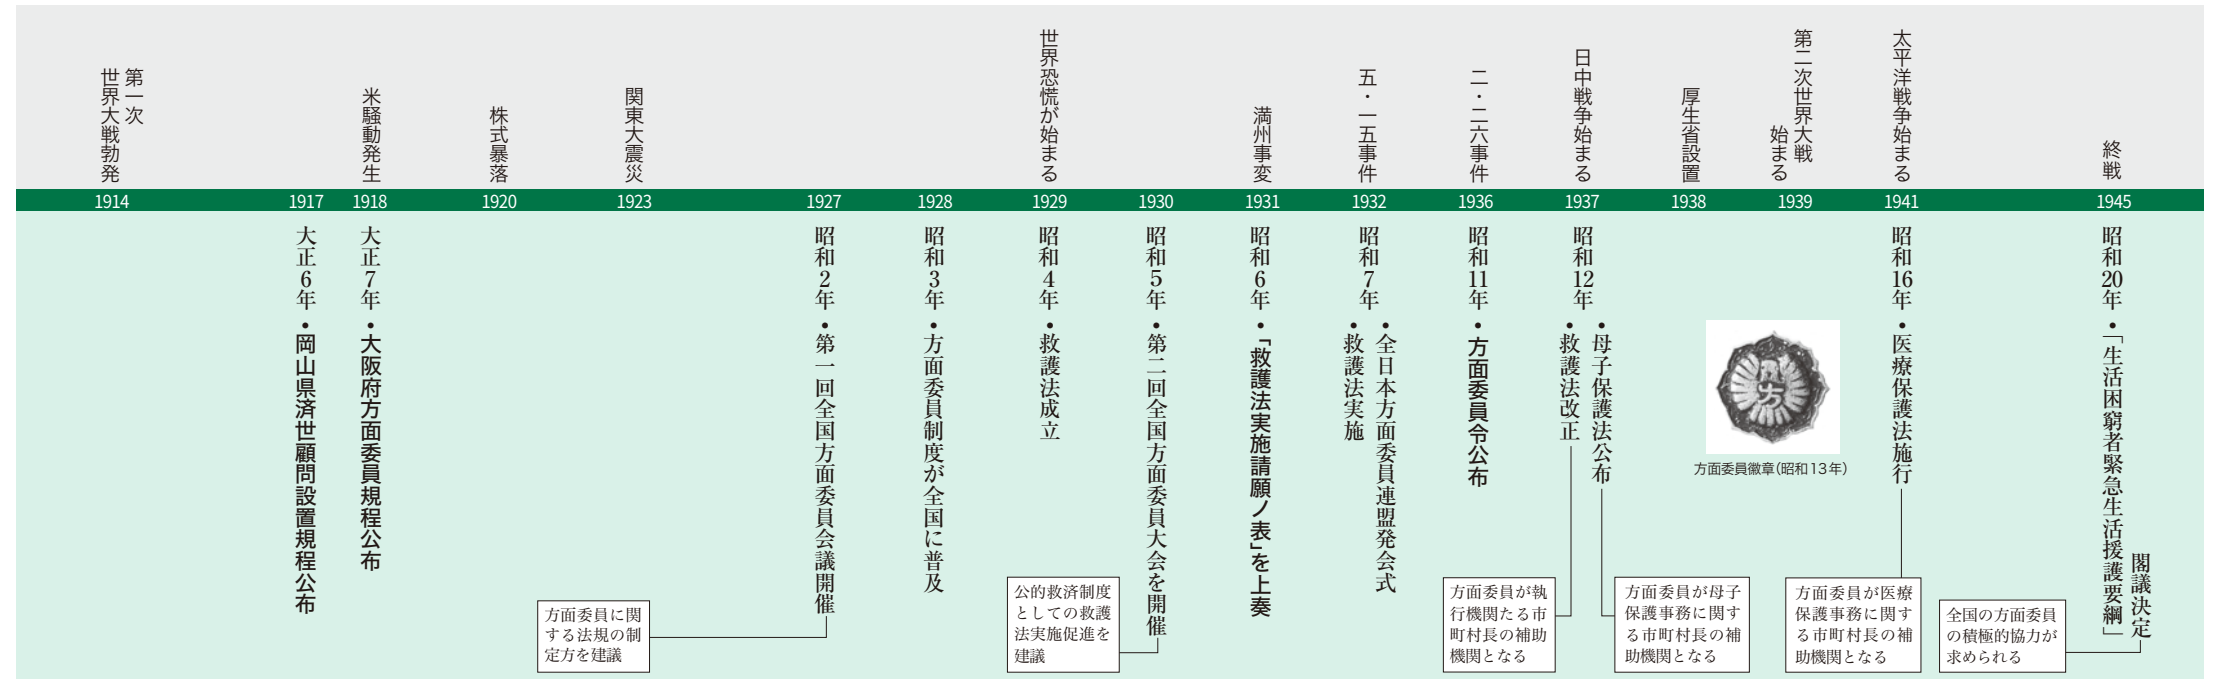 第一次
世界大戦勃発
米騒動発生
株式暴落
関東大震災
世界恐慌が始まる
満州事変
五・一五事件
二・二六事件
日中戦争始まる
厚生省設置
第二次世界大戦
始まる
太平洋戦争始まる
終戦
1914
1917
1918
1920
1923
1927
1928
1929
1930
1931
1932
1936
1937
1938
1939
1941
1945
大正6年・岡山県済世顧問設置規程公布
大正7年・大阪府方面委員規程公布
昭和2年・第一回全国方面委員会議開催
方面委員に関
する法規の制
定方を建議
昭和3年・方面委員制度が全国に普及
昭和4年・救護法成立
昭和5年・第二回全国方面委員大会を開催
公的救済制度
としての救護
法実施促進を
建議
昭和6年・「救護法実施請願ノ表」を上奏
昭和7年
・全日本方面委員連盟発会式
・救護法実施
昭和11年・方面委員令公布
昭和12年
・母子保護法公布
・救護法改正
方面委員が執
行機関たる市
町村長の補助
機関となる
方面委員が母子
保護事務に関す
る市町村長の補
助機関となる
方面委員徽章(昭和13年)
昭和16年・医療保護法施行
方面委員が医療
保護事務に関す
る市町村長の補
助機関となる
昭和20年・「生活困窮者緊急生活援護要綱」
閣議決定
全国の方面委員
の積極的協力が
求められる
方